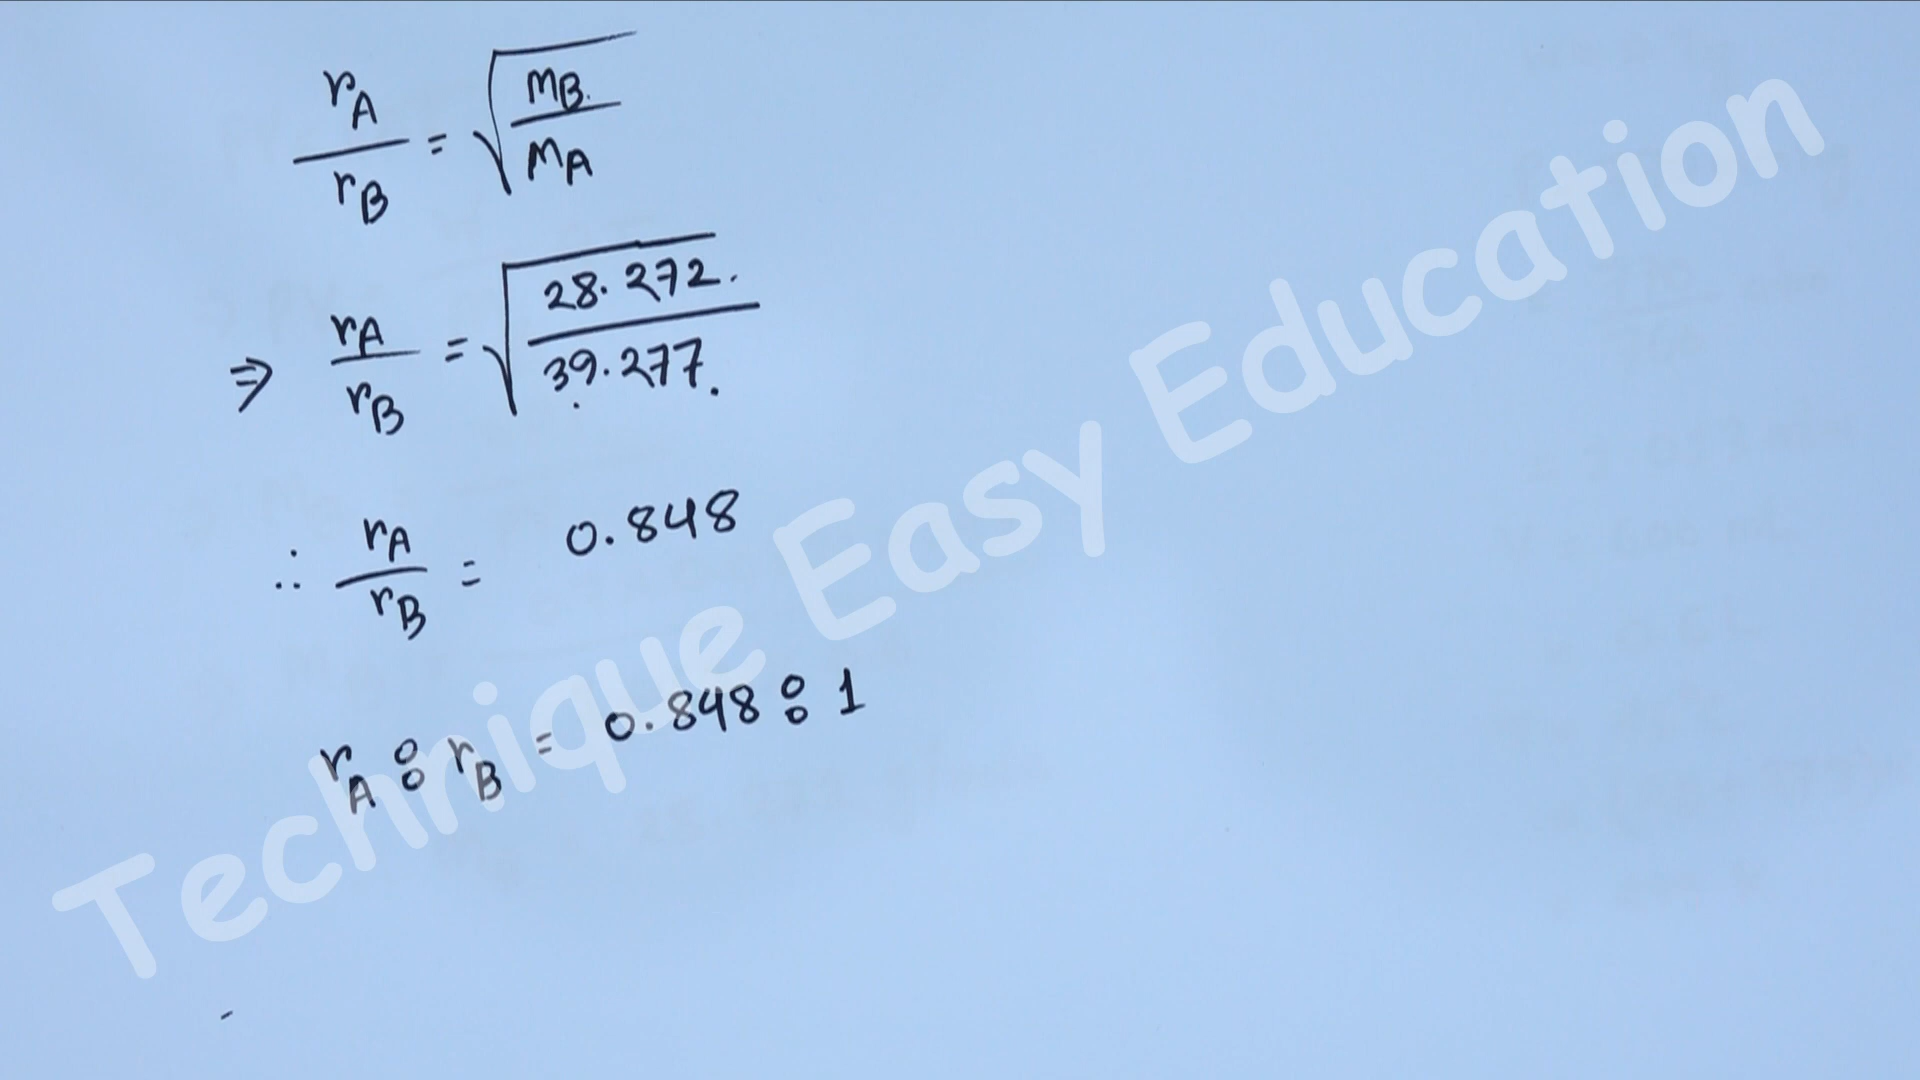 rA/rB = √(MB/MA)
⇒ rA/rB = √(28.272/39.277)
∴ rA/rB = 0.848
rA : rB = 0.848 : 1
Technique Easy Education